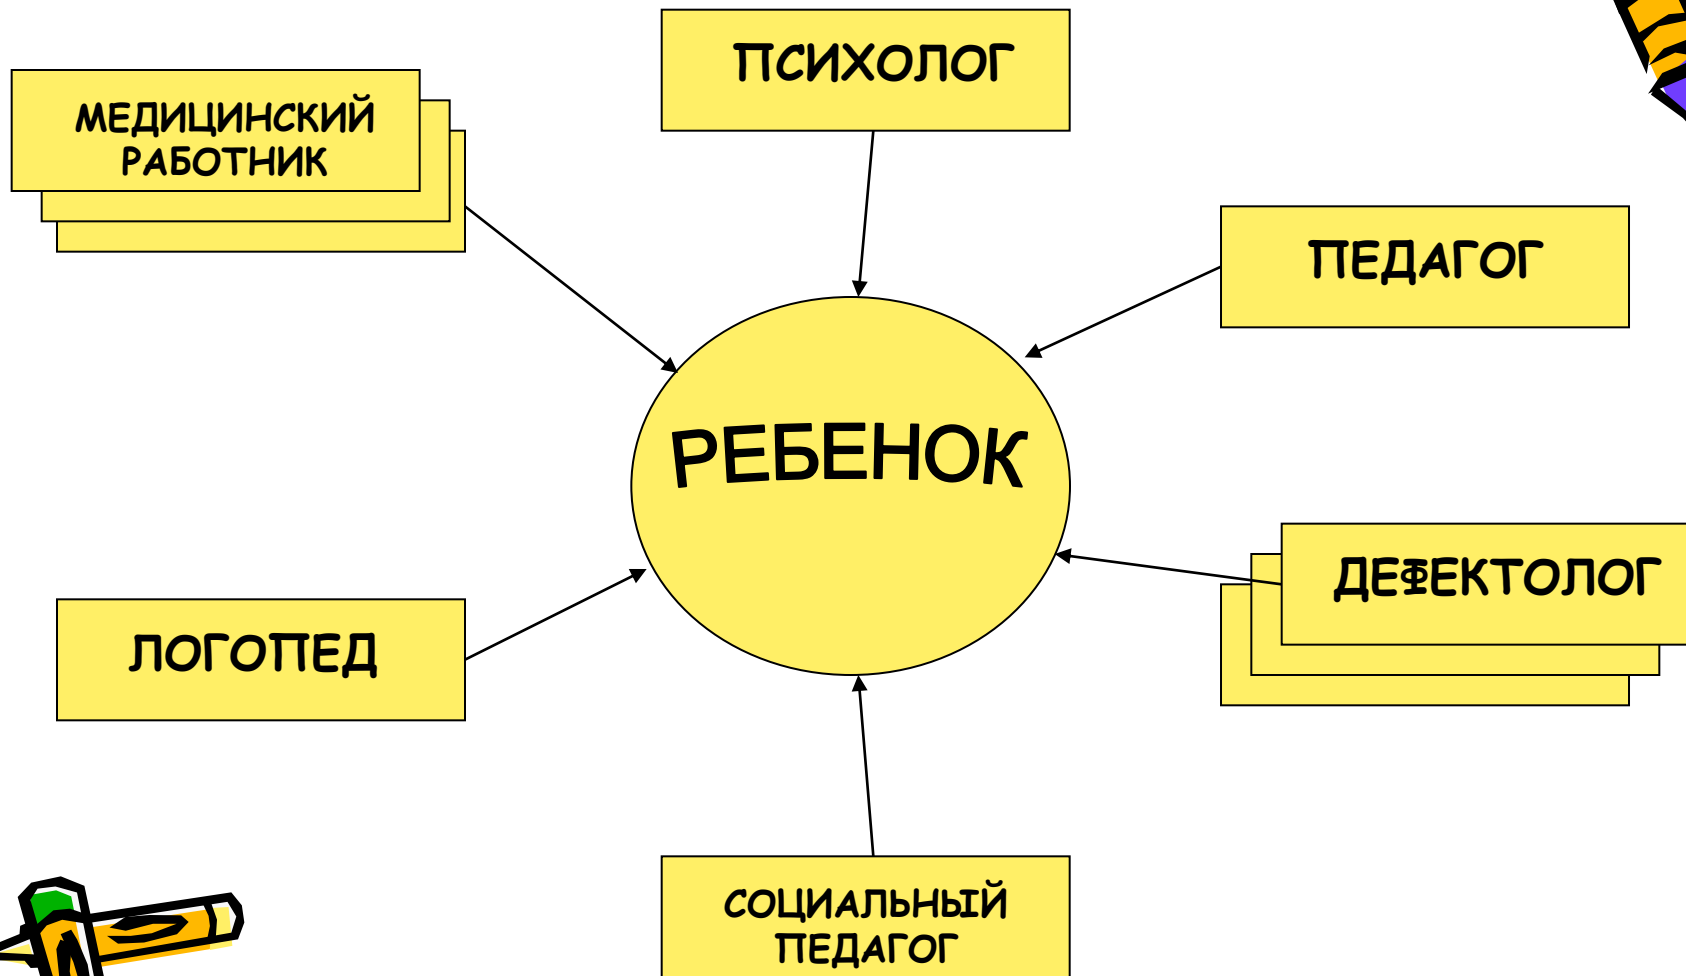 ПСИХОЛОГ
МЕДИЦИНСКИЙ
РАБОТНИК
ПЕДАГОГ
РЕБЕНОК
ДЕФЕКТОЛОГ
ЛОГОПЕД
СОЦИАЛЬНЫЙ
ПЕДАГОГ